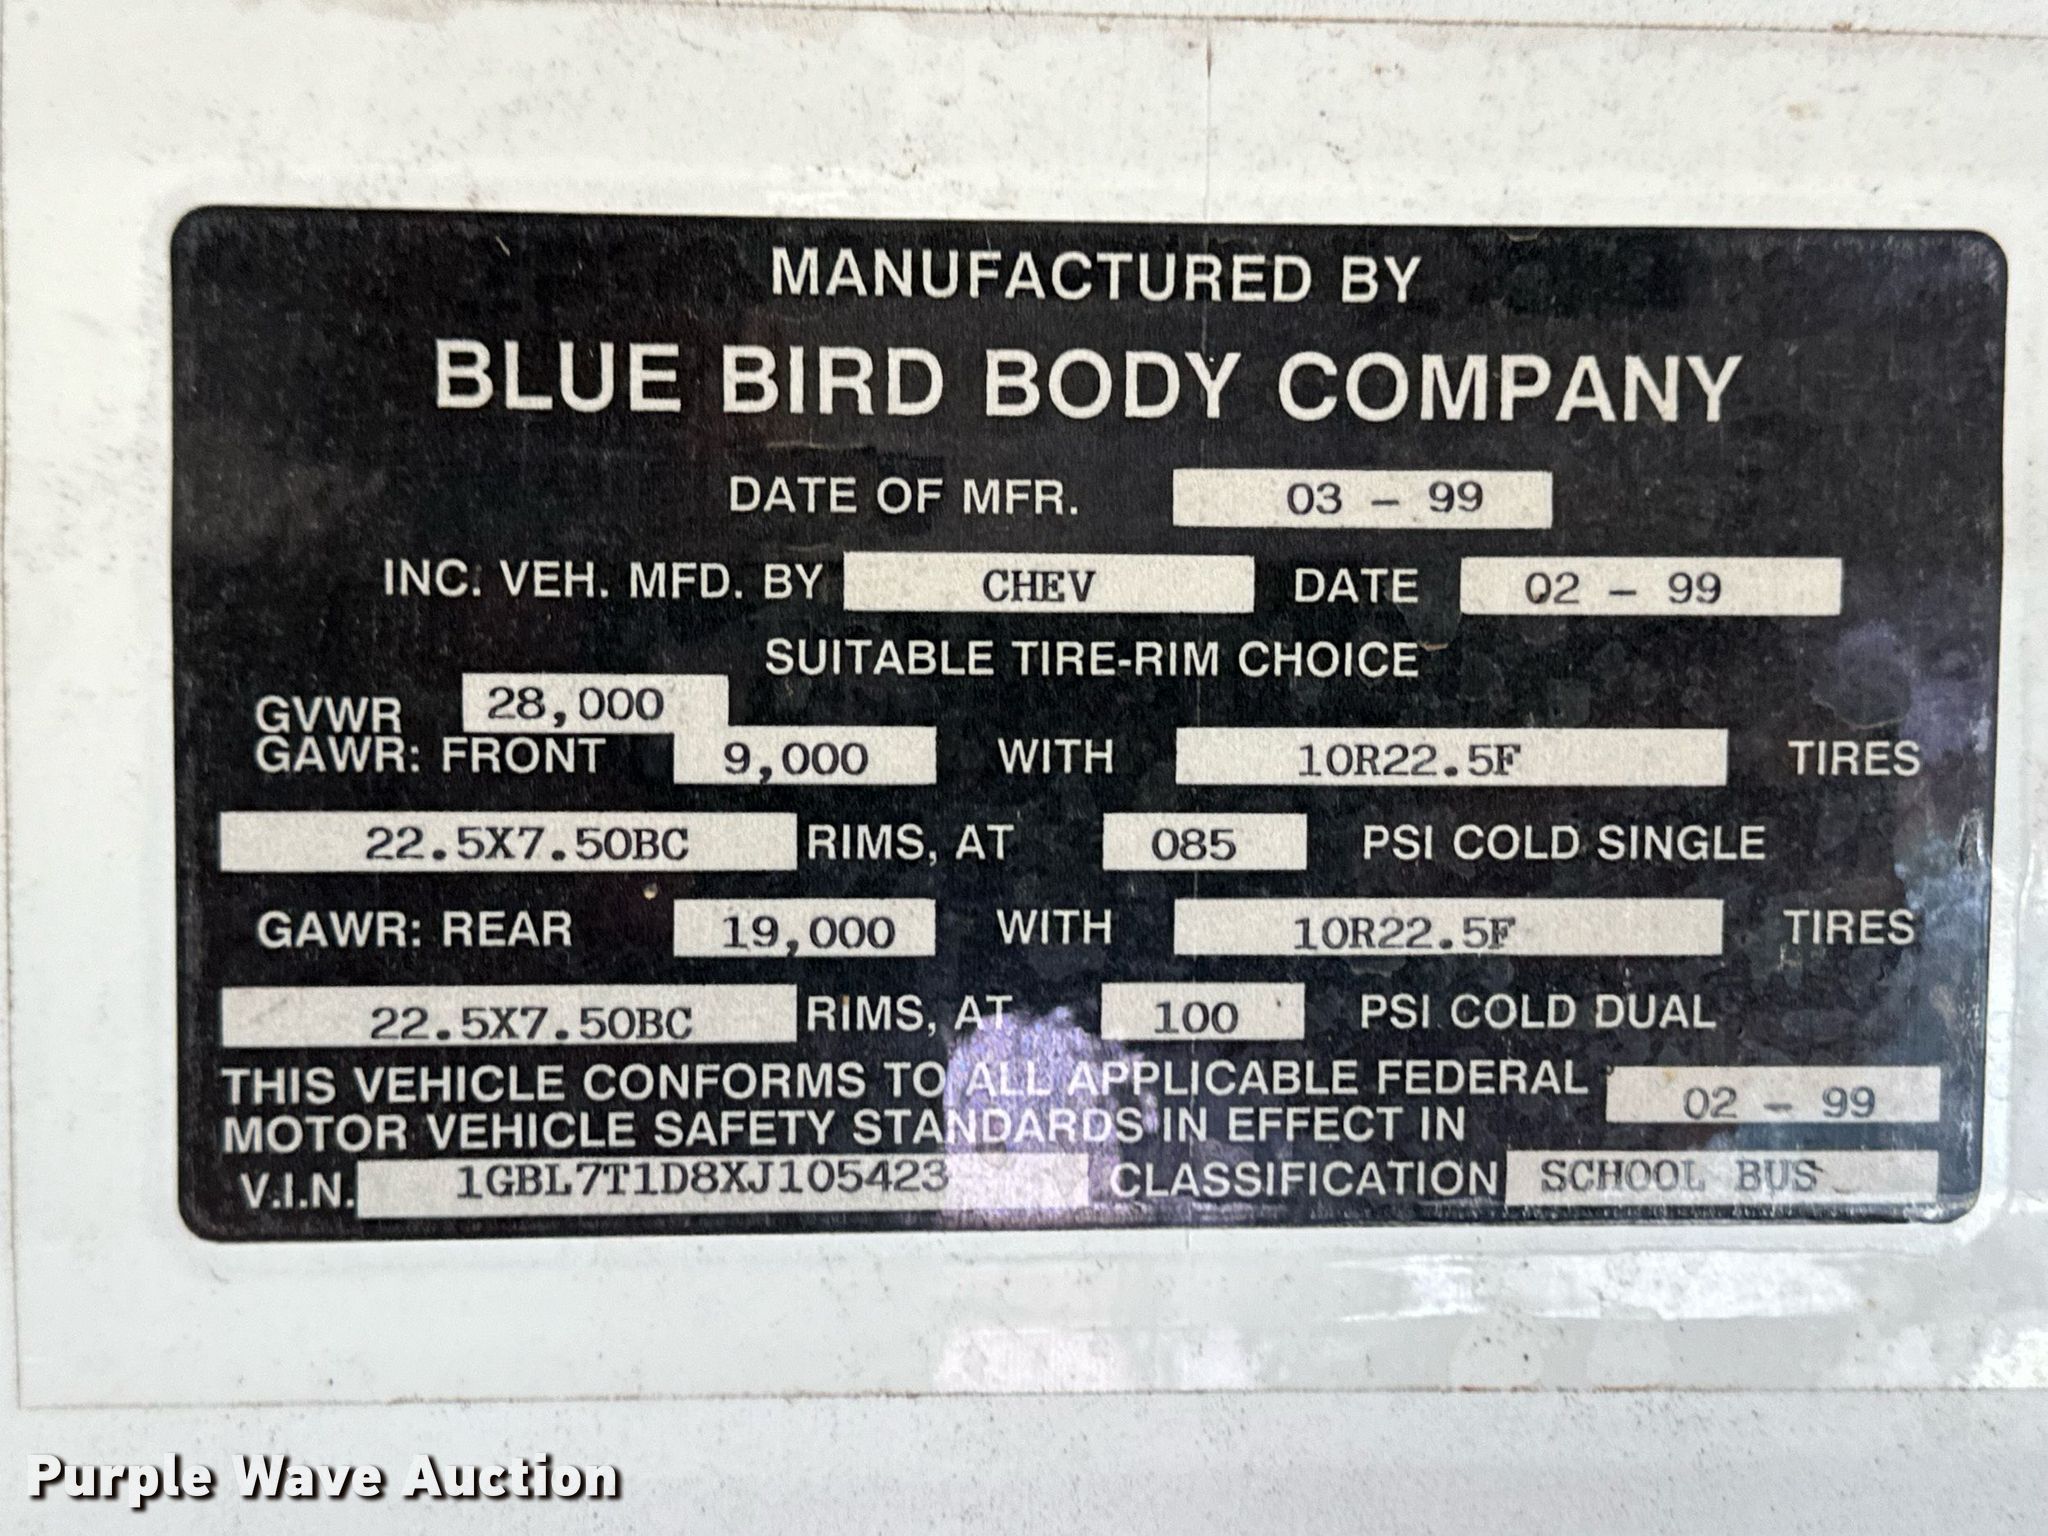 MANUFACTURED BY
BLUE BIRD BODY COMPANY
DATE OF MFR. 03 - 99
INC. VEH. MFD. BY CHEV DATE 02 - 99
SUITABLE TIRE-RIM CHOICE
GVWR 28,000
GAWR: FRONT 9,000 WITH 10R22.5F TIRES
22.5X7.50BC RIMS, AT 085 PSI COLD SINGLE
GAWR: REAR 19,000 WITH 10R22.5F TIRES
22.5X7.50BC RIMS, AT 100 PSI COLD DUAL
THIS VEHICLE CONFORMS TO ALL APPLICABLE FEDERAL
MOTOR VEHICLE SAFETY STANDARDS IN EFFECT IN 02 - 99
V.I.N. 1GBL7T1D8XJ105423 CLASSIFICATION SCHOOL BUS
Purple Wave Auction